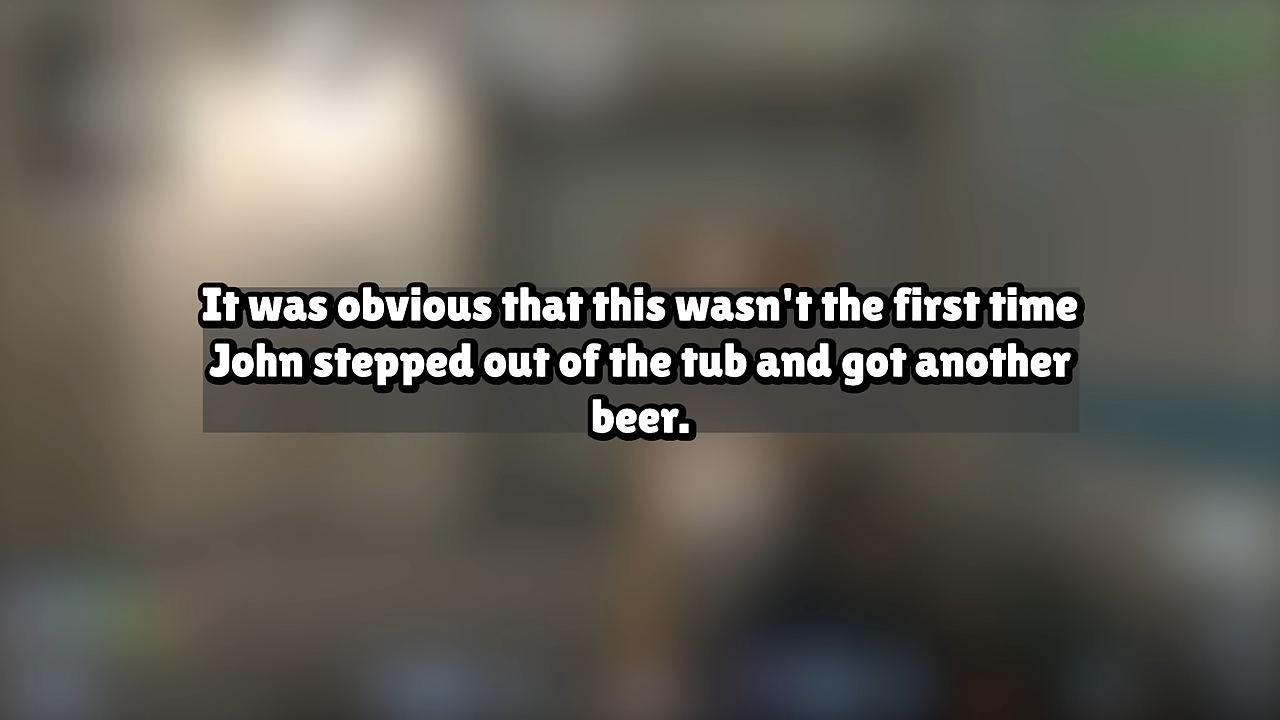 It was obvious that this wasn't the first time
John stepped out of the tub and got another
beer.